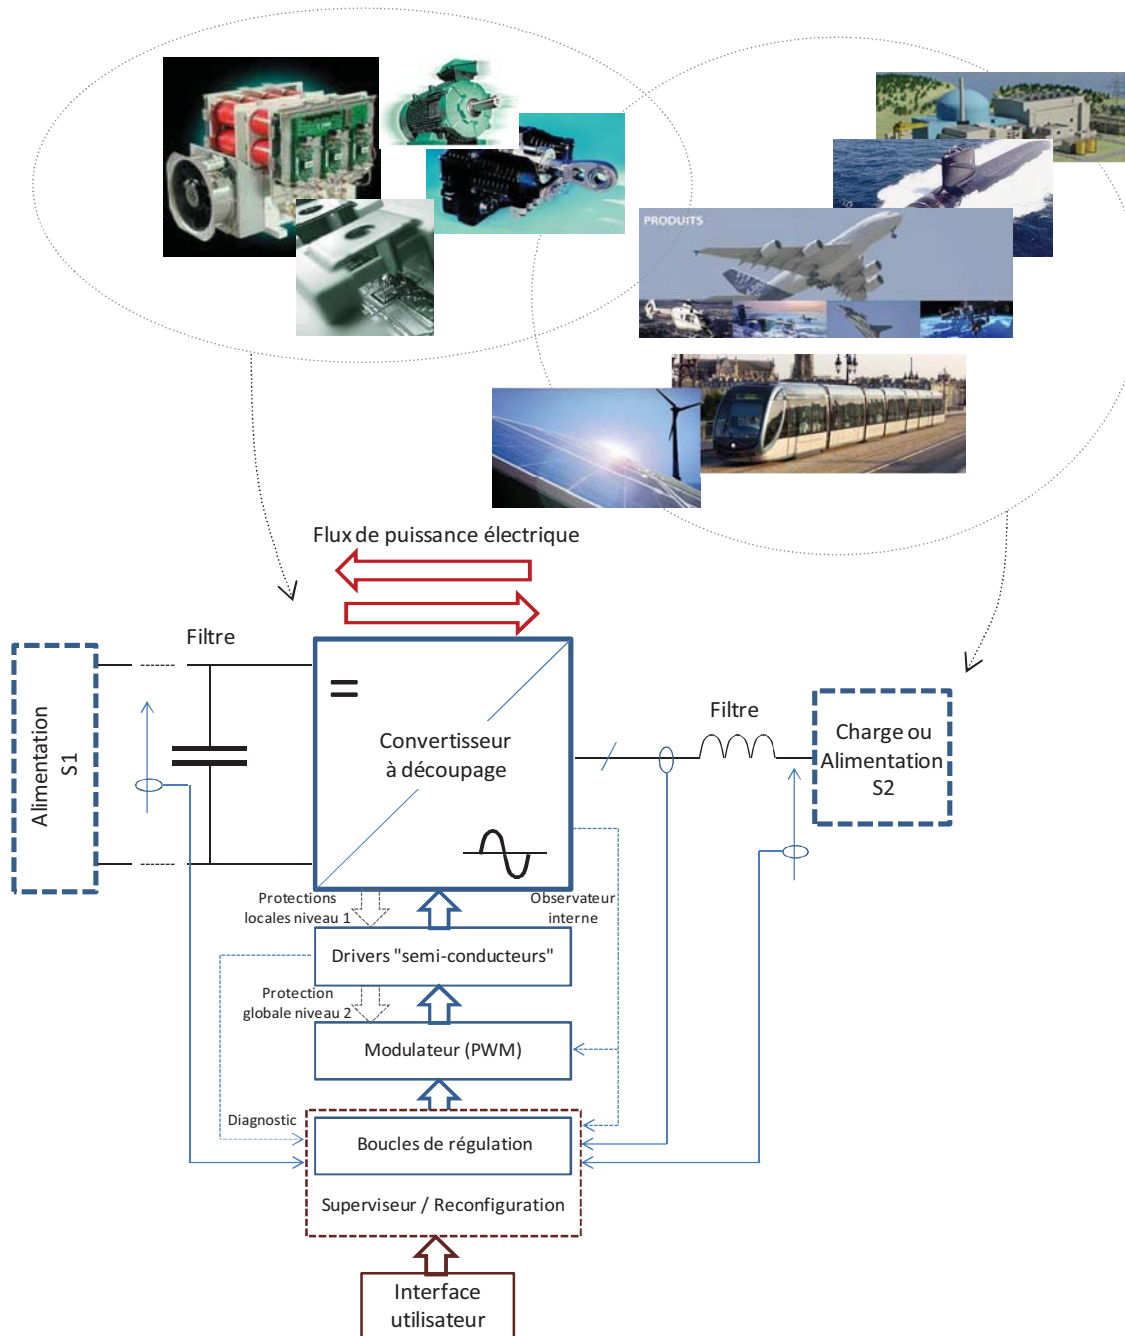 PRODUITS
Flux de puissance électrique
Filtre
Alimentation
S1
=
Convertisseur
à découpage
Filtre
Charge ou
Alimentation
S2
Protections
locales niveau 1
Observateur
interne
Drivers "semi-conducteurs"
Protection
globale niveau 2
Modulateur (PWM)
Diagnostic
Boucles de régulation
Superviseur / Reconfiguration
Interface
utilisateur